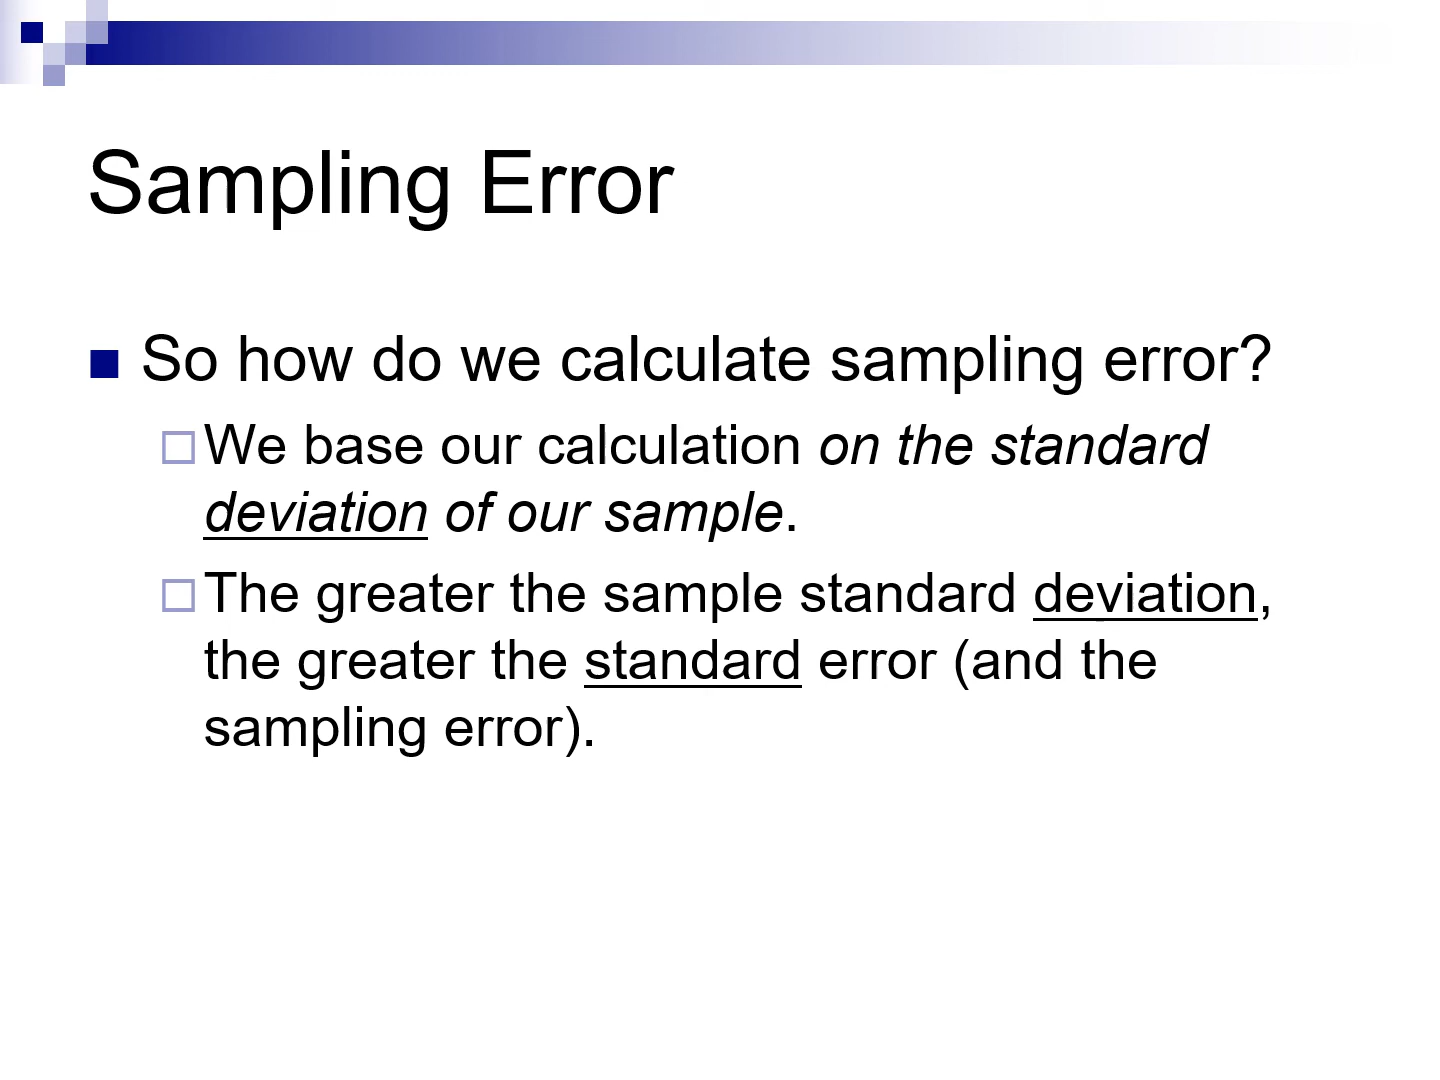 Sampling Error
So how do we calculate sampling error?
We base our calculation on the standard
deviation of our sample.
The greater the sample standard deviation,
the greater the standard error (and the
sampling error).